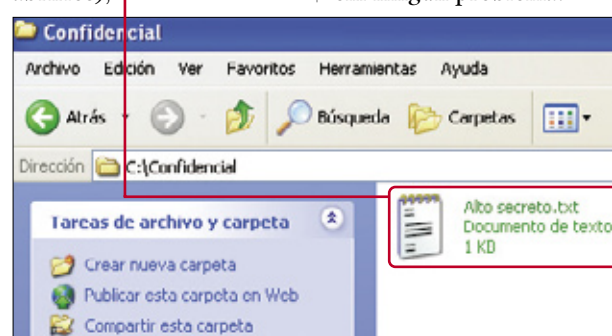 Confidencial
Archivo Edición Ver Favoritos Herramientas Ayuda
Atrás Búsqueda Carpetas
Dirección C:\Confidencial
Tareas de archivo y carpeta
Crear nueva carpeta
Publicar esta carpeta en Web
Compartir esta carpeta
Alto secreto.txt
Documento de texto
1 KB